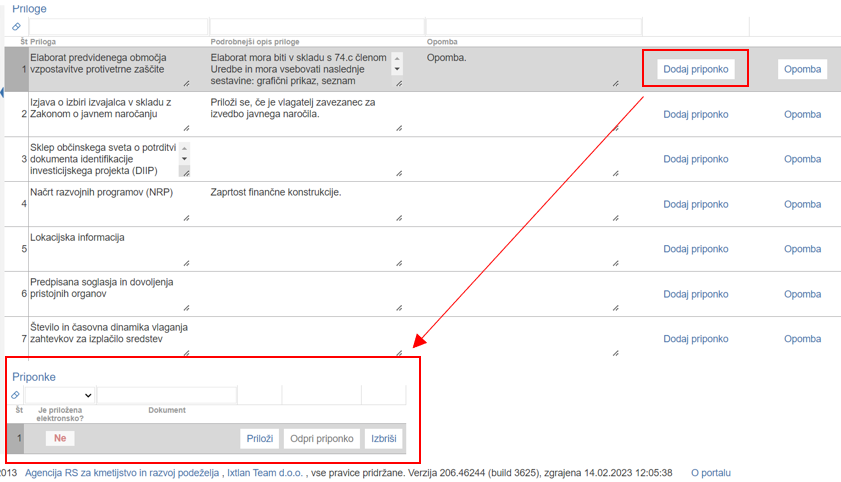 Priloge
Št Priloga Podrobnejši opis priloge Opomba
1 Elaborat predvidenega območja
vzpostavitve protivetrne zaščite
Elaborat mora biti v skladu s 74.c členom
Uredbe in mora vsebovati naslednje
sestavine: grafični prikaz, seznam
Opomba.
Dodaj priponko Opomba
2 Izjava o izbiri izvajalca v skladu z
Zakonom o javnem naročanju
Priloži se, če je vlagatelj zavezanec za
izvedbo javnega naročila.
Dodaj priponko Opomba
3 Sklep občinskega sveta o potrditvi
dokumenta identifikacije
investicijskega projekta (DIIP)
Dodaj priponko Opomba
4 Načrt razvojnih programov (NRP)
Zaprtost finančne konstrukcije.
Dodaj priponko Opomba
5 Lokacijska informacija
Dodaj priponko Opomba
6 Predpisana soglasja in dovoljenja
pristojnih organov
Dodaj priponko Opomba
7 Število in časovna dinamika vlaganja
zahtevkov za izplačilo sredstev
Dodaj priponko Opomba
Priponke
Št Je priložena
elektronsko?
Dokument
1 Ne Priloži Odpri priponko Izbriši
2013 Agencija RS za kmetijstvo in razvoj podeželja , Ixtlan Team d.o.o. , vse pravice pridržane. Verzija 206.46244 (build 3625), zgrajena 14.02.2023 12:05:38 O portalu